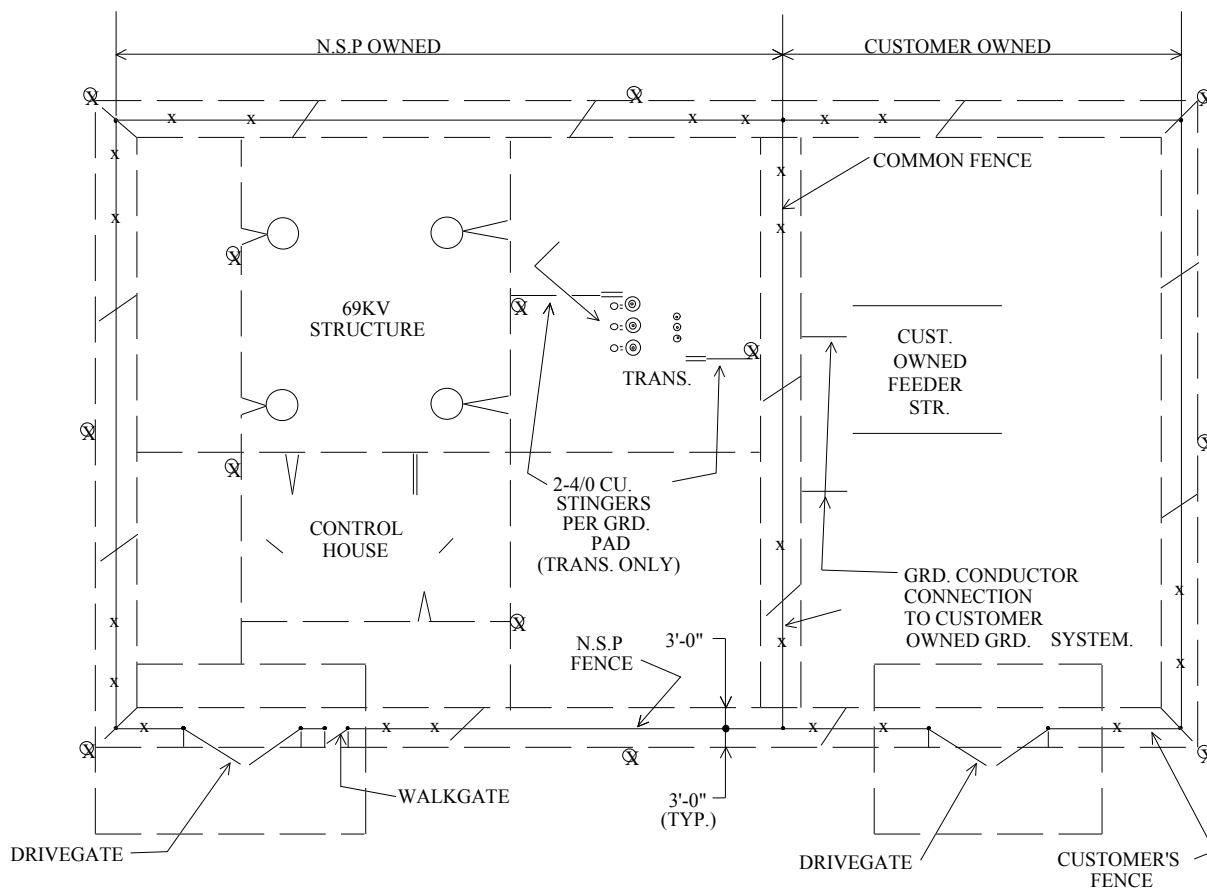 N.S.P OWNED
CUSTOMER OWNED
X
X
X
x
x
x
x
x
x
x
x
COMMON FENCE
x
x
x
X
69KV
STRUCTURE
X
TRANS.
X
CUST.
OWNED
FEEDER
STR.
X
X
X
2-4/0 CU.
STINGERS
PER GRD.
PAD
(TRANS. ONLY)
CONTROL
HOUSE
x
GRD. CONDUCTOR
CONNECTION
TO CUSTOMER
OWNED GRD. SYSTEM.
x
x
X
N.S.P
FENCE
3'-0"
x
x
x
x
x
x
x
x
x
X
X
X
WALKGATE
3'-0"
(TYP.)
DRIVEGATE
DRIVEGATE
CUSTOMER'S
FENCE